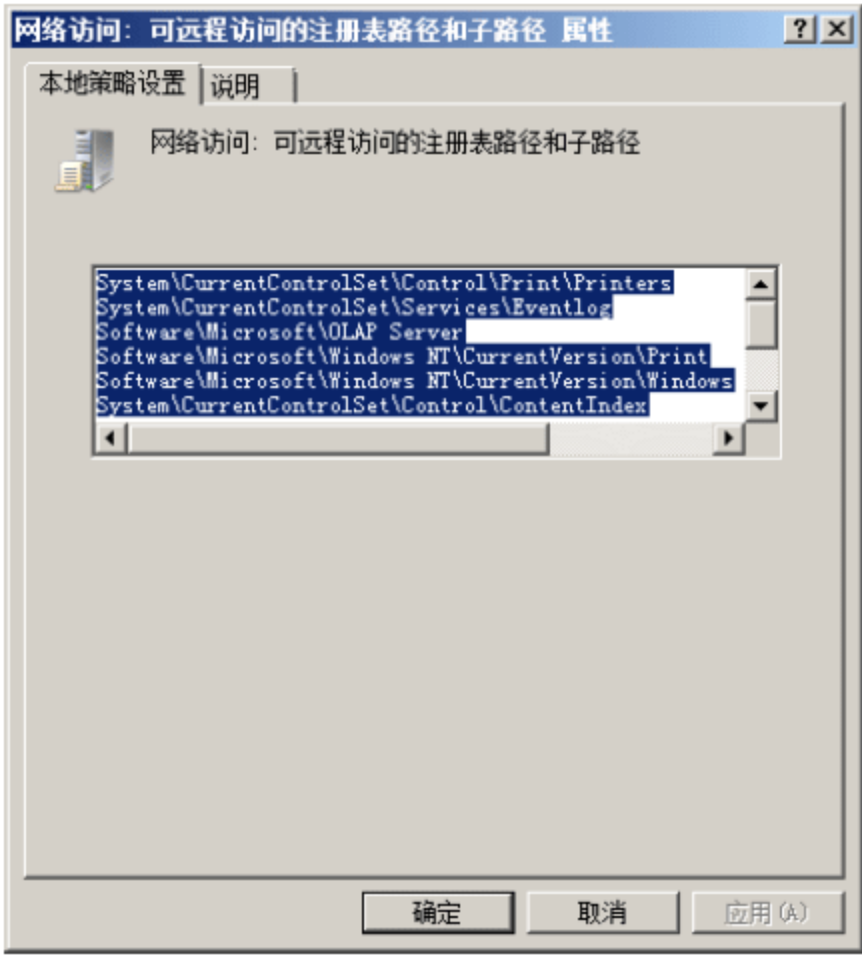 网络访问: 可远程访问的注册表路径和子路径 属性
本地策略设置 说明
网络访问: 可远程访问的注册表路径和子路径
System\CurrentControlSet\Control\Print\Printers
System\CurrentControlSet\Services\Eventlog
Software\Microsoft\OLAP Server
Software\Microsoft\Windows NT\CurrentVersion\Print
Software\Microsoft\Windows NT\CurrentVersion\Windows
System\CurrentControlSet\Control\ContentIndex
确定 取消 应用(A)